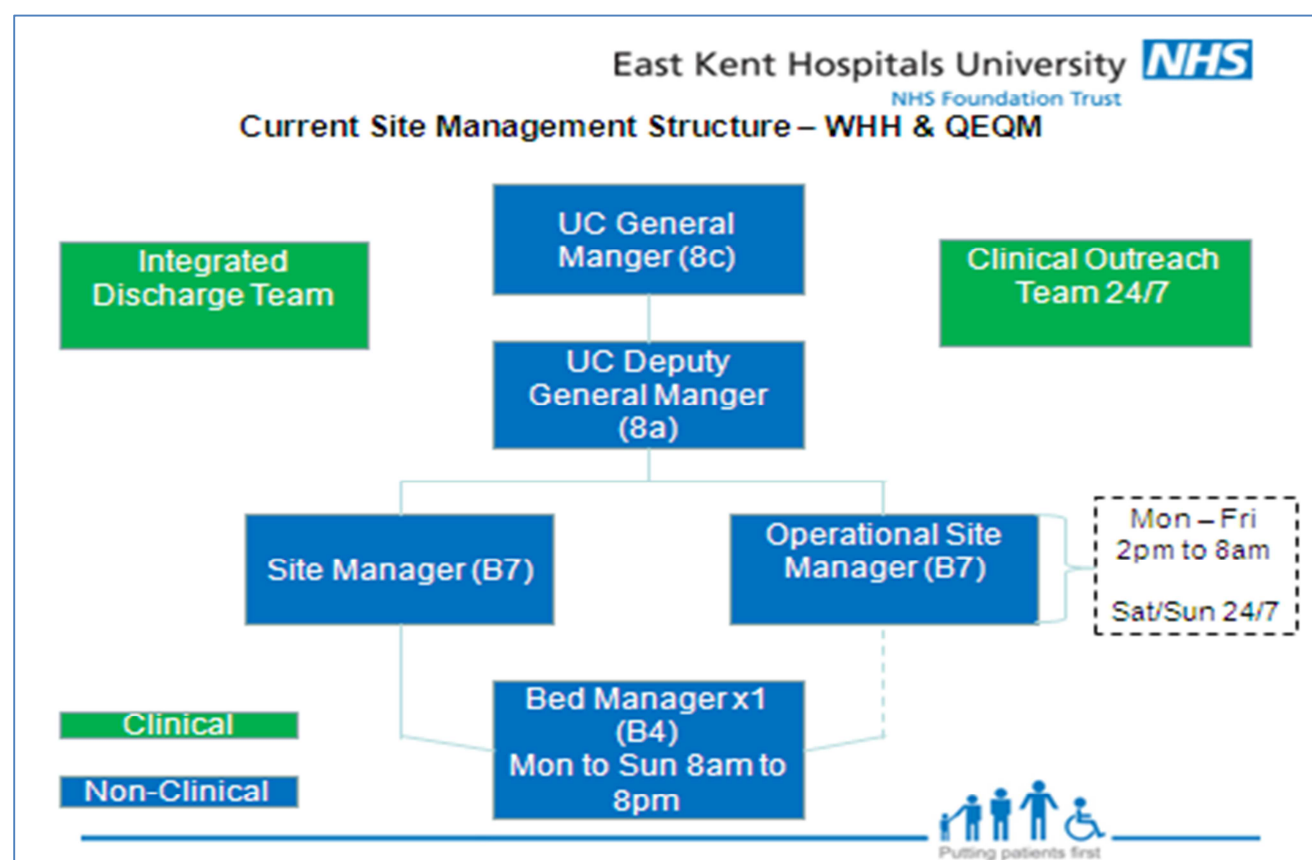 East Kent Hospitals University NHS
NHS Foundation Trust
Current Site Management Structure – WHH & QEQM
UC General
Manger (8c)
Integrated
Discharge Team
Clinical Outreach
Team 24/7
UC Deputy
General Manger
(8a)
Site Manager (B7)
Operational Site
Manager (B7)
Mon – Fri
2pm to 8am
Sat/Sun 24/7
Bed Manager x1
(B4)
Mon to Sun 8am to
8pm
Clinical
Non-Clinical
Putting patients first